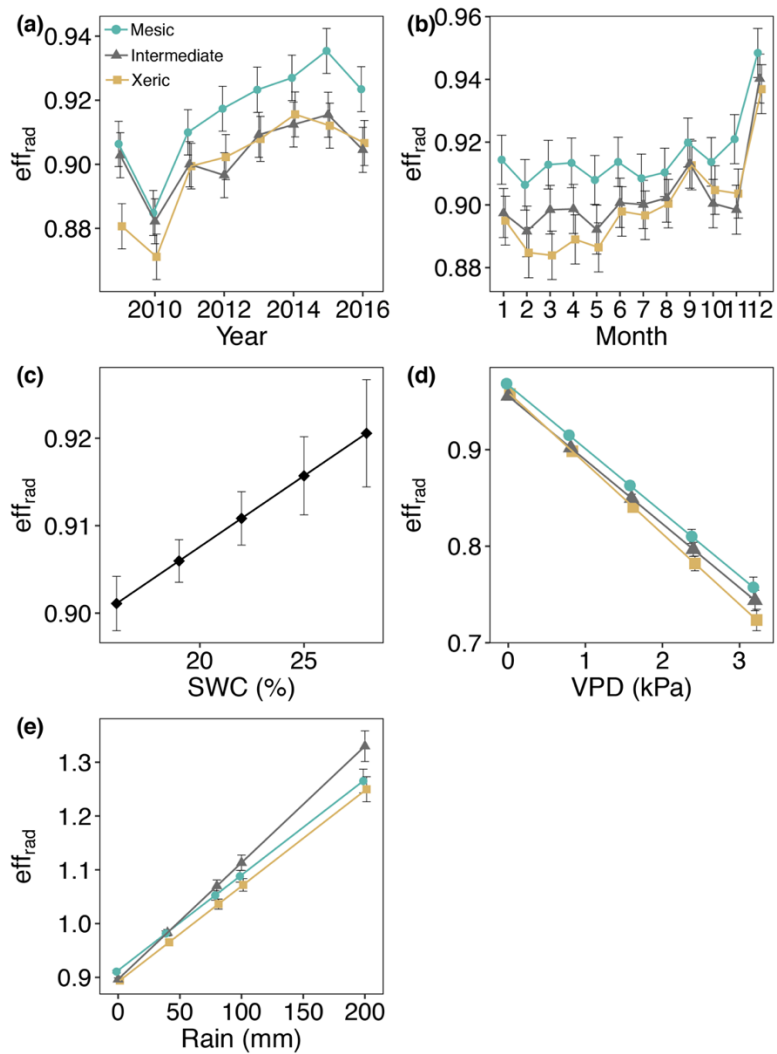 (a)
Mesic
Intermediate
Xeric
0.94
0.92
0.90
0.88
eff_rad
2010 2012 2014 2016
Year
(b)
0.96
0.94
0.92
0.90
0.88
eff_rad
1 2 3 4 5 6 7 8 9 10 11 12
Month
(c)
0.92
0.91
0.90
eff_rad
20 25
SWC (%)
(d)
0.9
0.8
0.7
eff_rad
0 1 2 3
VPD (kPa)
(e)
1.3
1.2
1.1
1.0
0.9
eff_rad
0 50 100 150 200
Rain (mm)